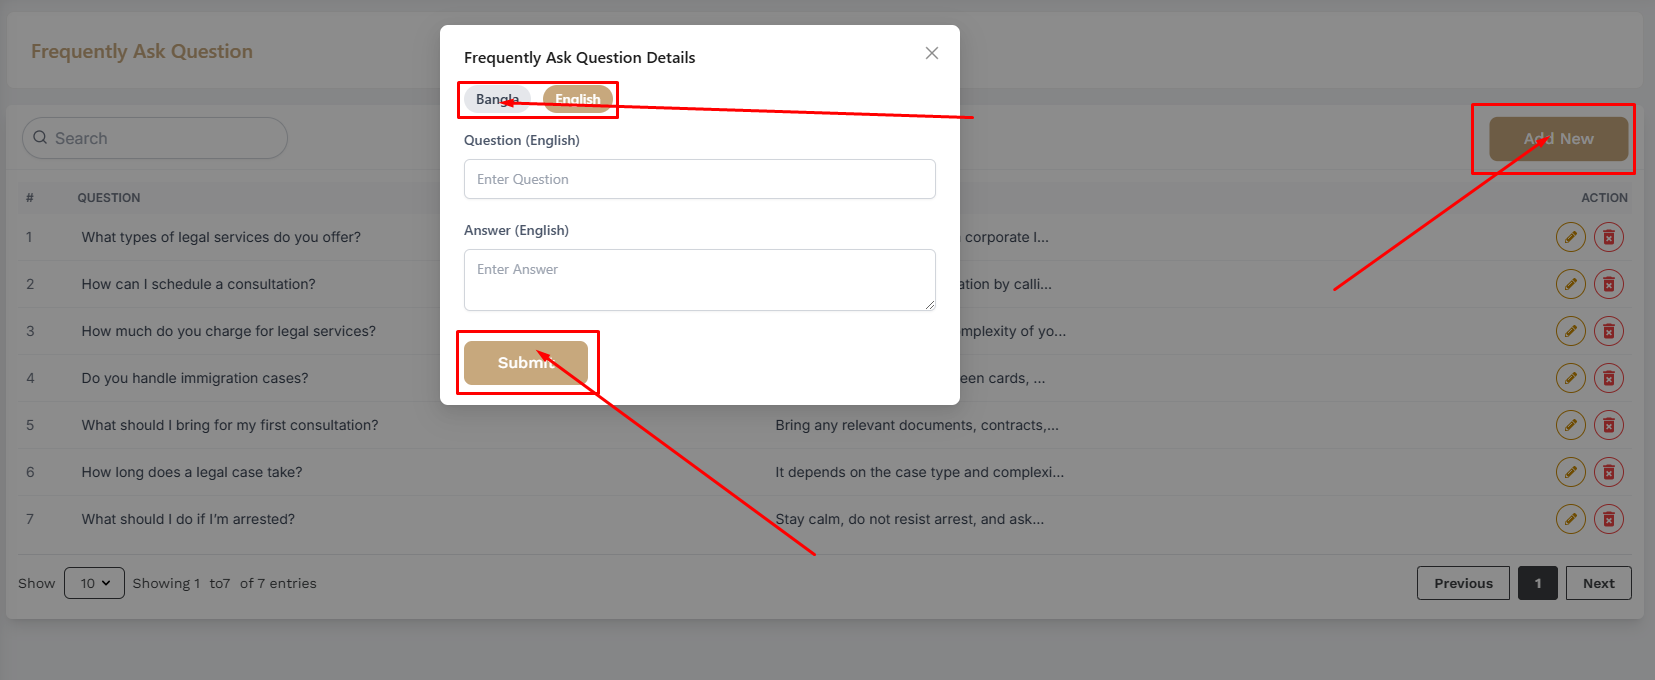 Frequently Ask Question
Frequently Ask Question Details
Bangla English
Search
Add New
Question (English)
Enter Question
Answer (English)
Enter Answer
Submit
# QUESTION ACTION
1 What types of legal services do you offer? corporate l...
2 How can I schedule a consultation? ation by calli...
3 How much do you charge for legal services? mplexity of yo...
4 Do you handle immigration cases? een cards, ...
5 What should I bring for my first consultation? Bring any relevant documents, contracts,...
6 How long does a legal case take? It depends on the case type and complexi...
7 What should I do if I'm arrested? Stay calm, do not resist arrest, and ask...
Show 10 Showing 1 to7 of 7 entries Previous 1 Next